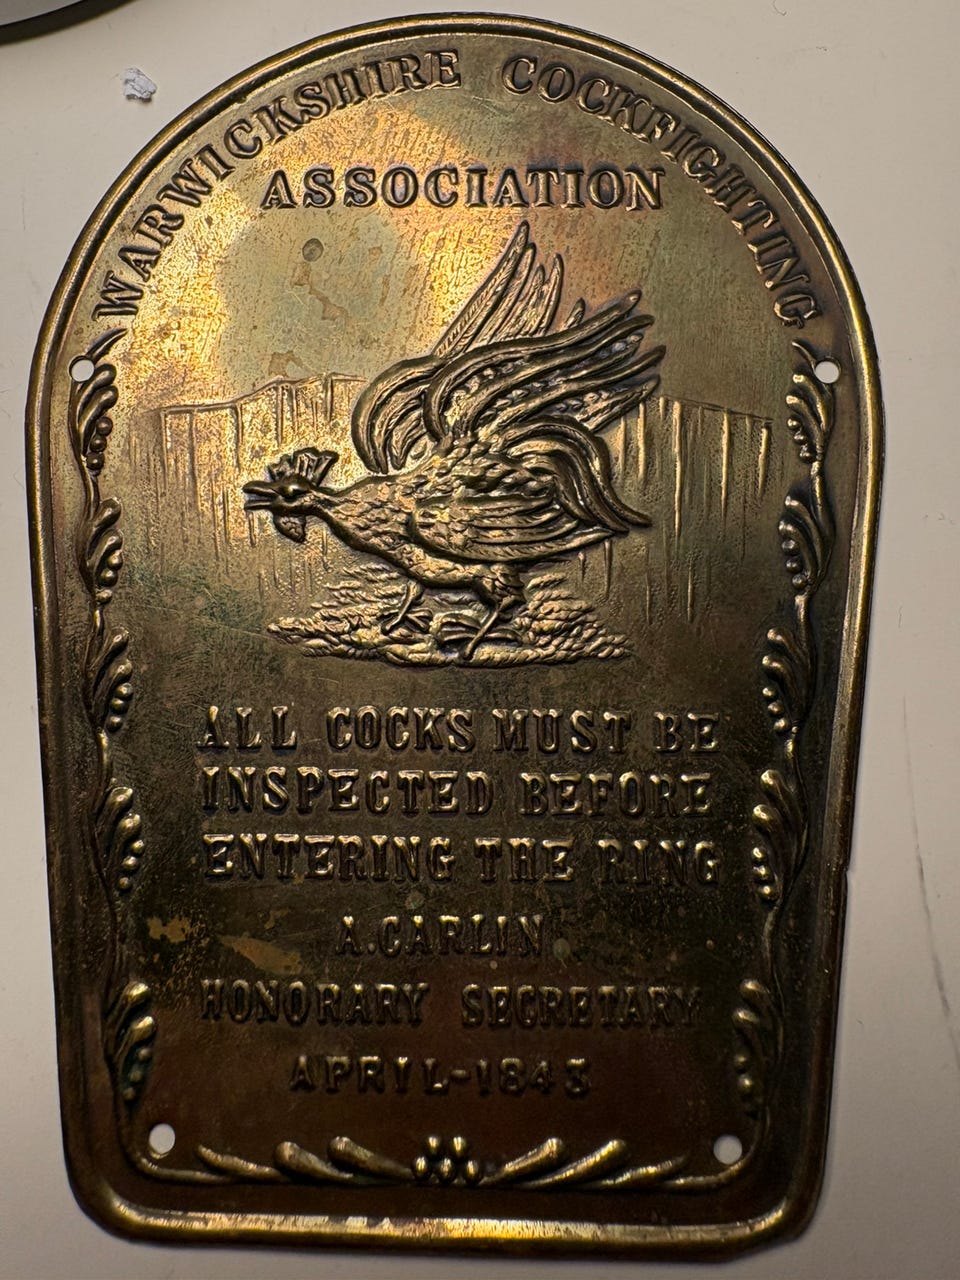 WARWICKSHIRE COCKFIGHTING
ASSOCIATION
ALL COCKS MUST BE
INSPECTED BEFORE
ENTERING THE RING
A.CARLIN
HONORARY SECRETARY
APRIL-1843